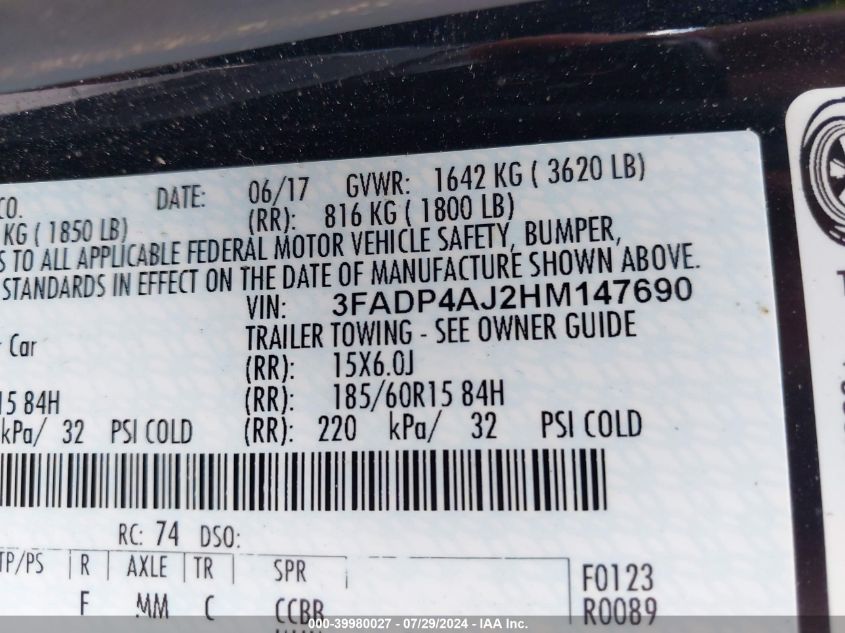 CO. DATE: 06/17 GVWR: 1642 KG ( 3620 LB)
KG ( 1850 LB) (RR): 816 KG ( 1800 LB)
S TO ALL APPLICABLE FEDERAL MOTOR VEHICLE SAFETY, BUMPER,
STANDARDS IN EFFECT ON THE DATE OF MANUFACTURE SHOWN ABOVE.
VIN: 3FADP4AJ2HM147690
Car TRAILER TOWING - SEE OWNER GUIDE
(RR): 15X6.0J
15 84H (RR): 185/60R15 84H
kPa/ 32 PSI COLD (RR): 220 kPa/ 32 PSI COLD
RC: 74 DSO:
TP/PS R AXLE TR SPR F0123
F MM C CCBB R0089
000-39980027 - 07/29/2024 - IAA Inc.